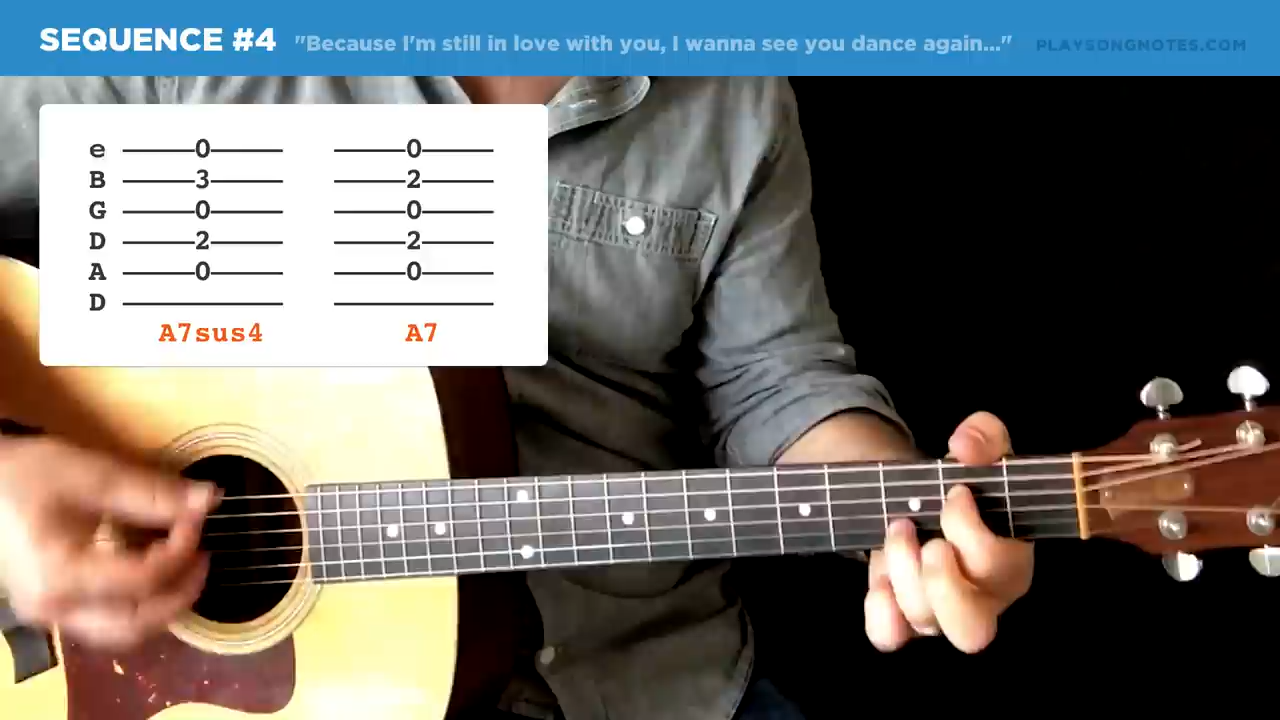 SEQUENCE #4 "Because I'm still in love with you, I wanna see you dance again..." PLAYSONGNOTES.COM
e 0 0
B 3 2
G 0 0
D 2 2
A 0 0
D
A7sus4 A7